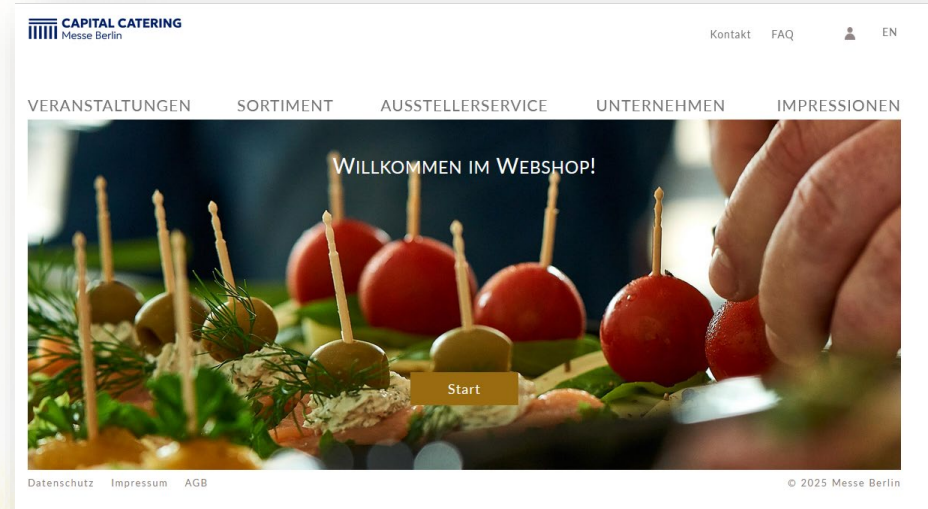 CAPITAL CATERING
Messe Berlin
Kontakt FAQ EN
VERANSTALTUNGEN SORTIMENT AUSSTELLERSERVICE UNTERNEHMEN IMPRESSIONEN
WILLKOMMEN IM WEBSHOP!
Start
Datenschutz Impressum AGB © 2025 Messe Berlin